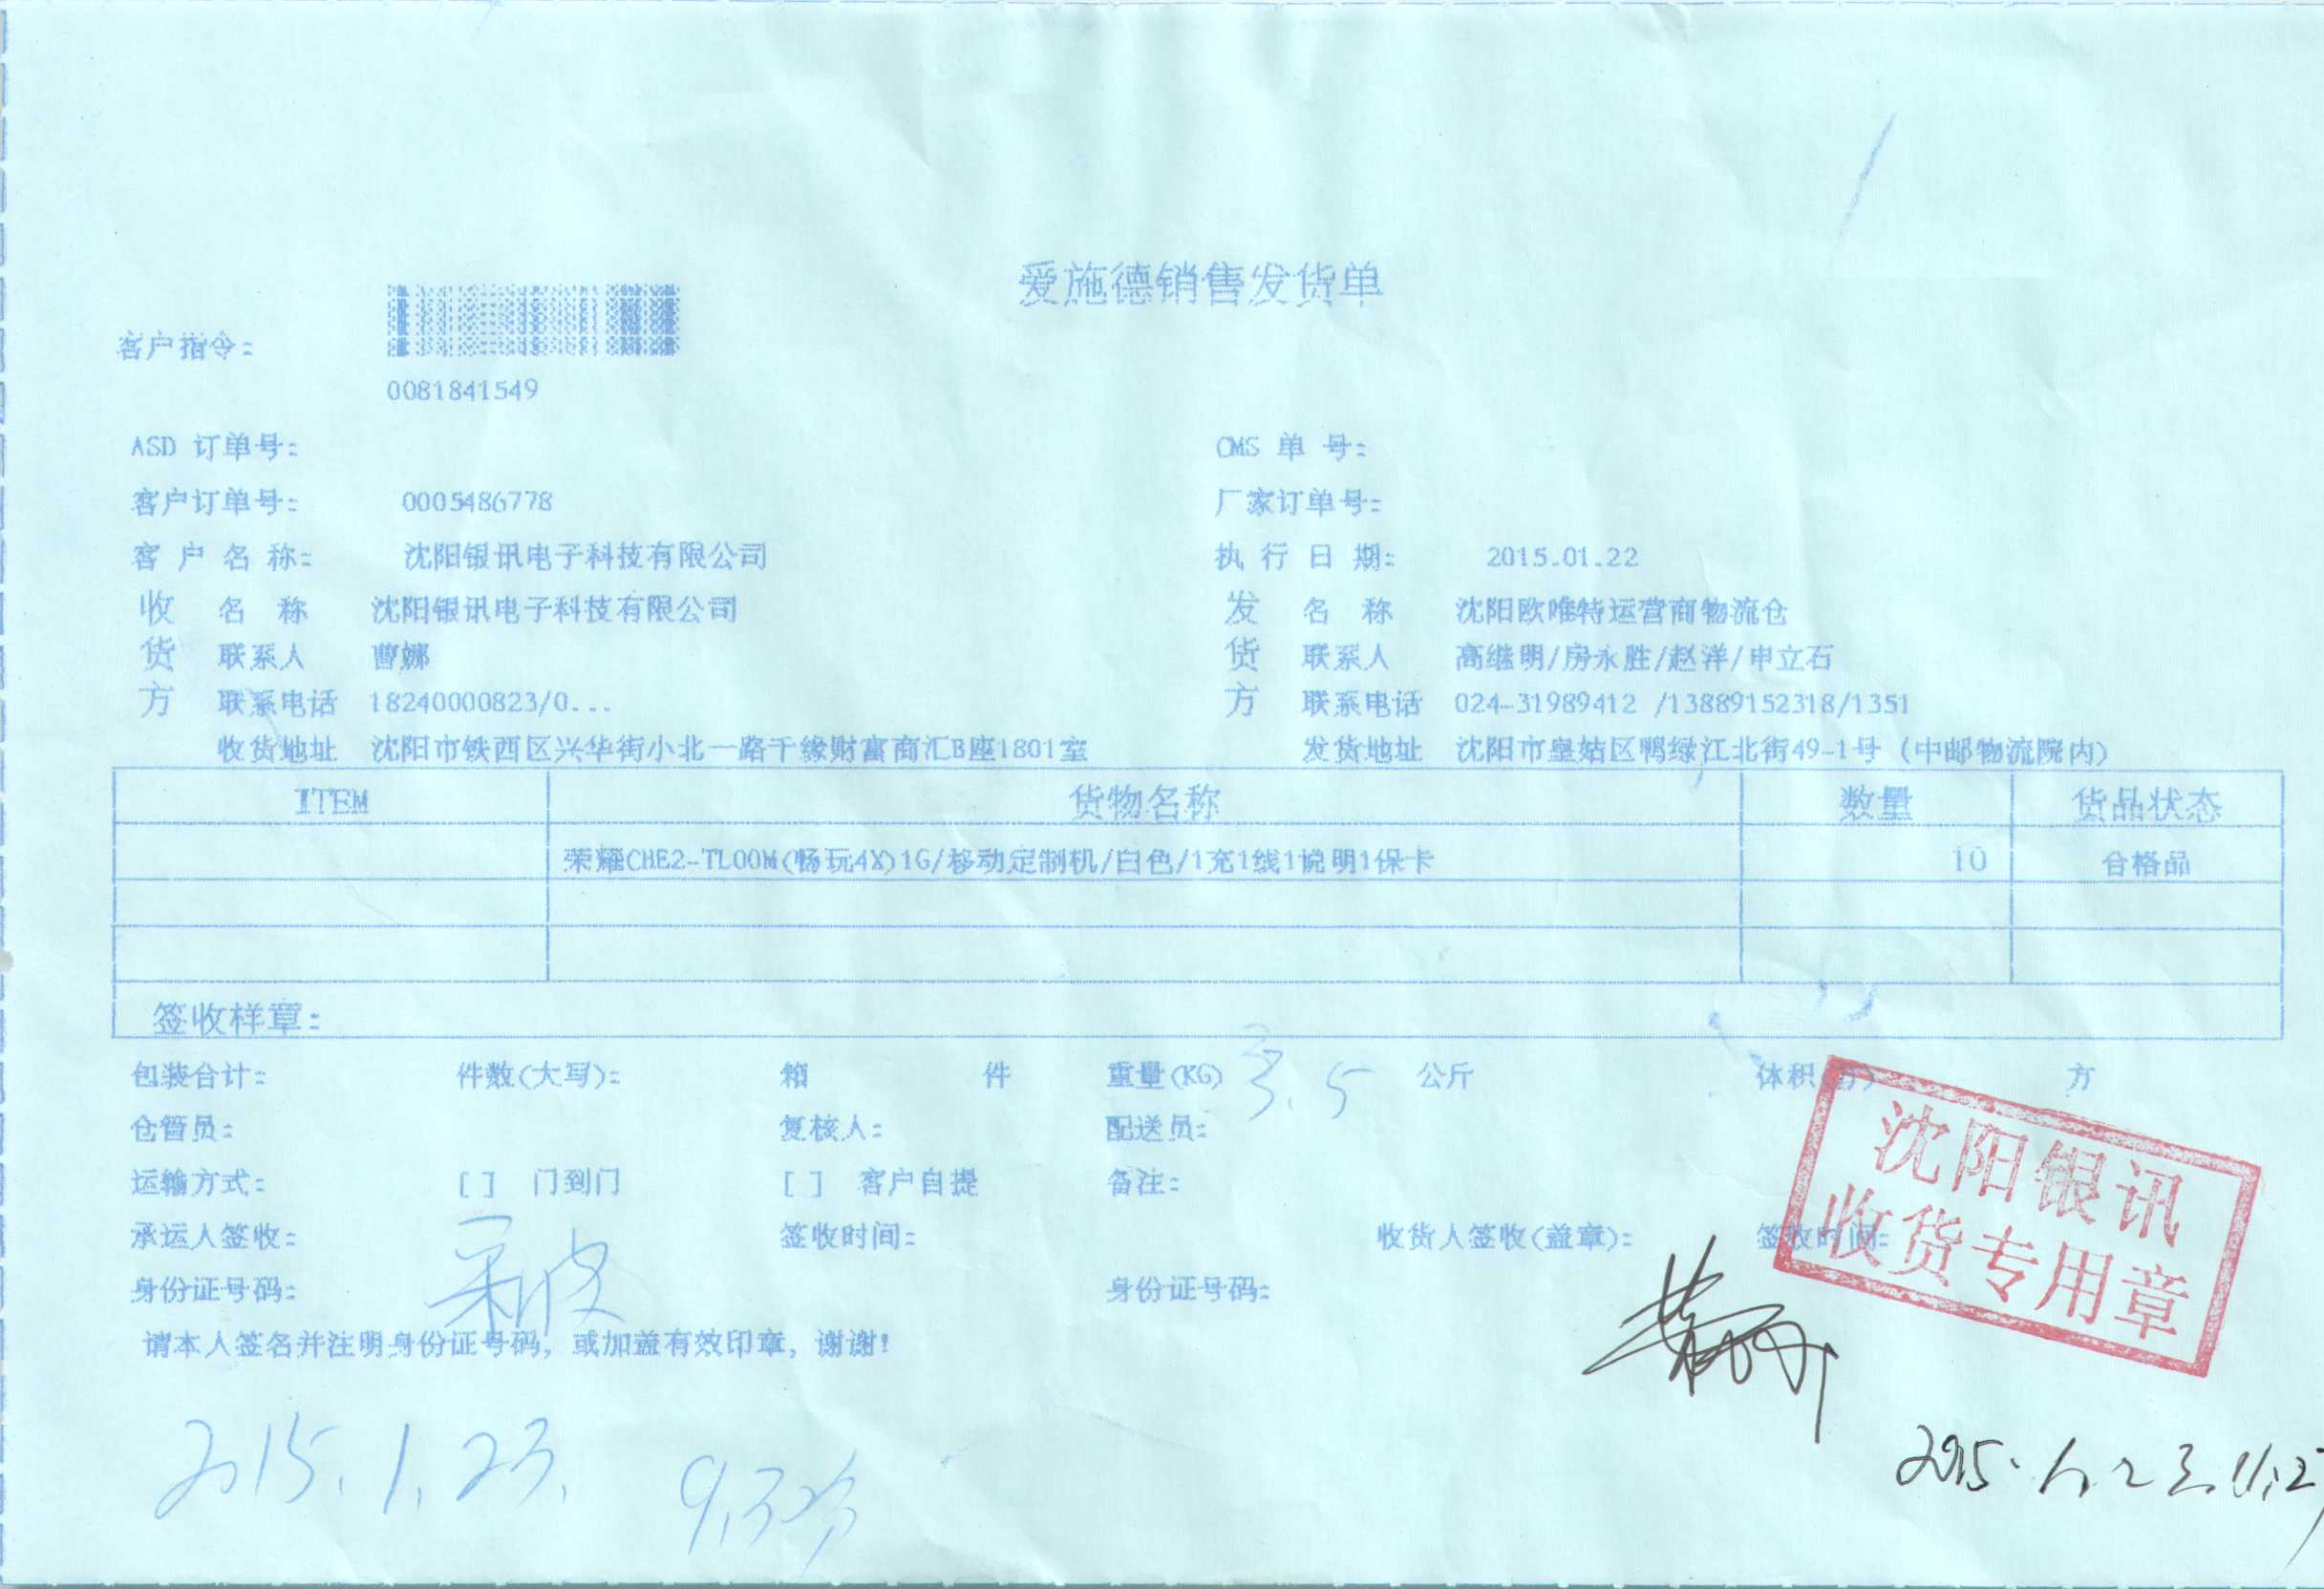 爱施德销售发货单
客户指令:
0081841549
ASD 订单号: CMS 单 号:
客户订单号: 0005486778 厂家订单号:
客 户 名 称: 沈阳银讯电子科技有限公司 执 行 日 期: 2015.01.22
收 名 称 沈阳银讯电子科技有限公司 发 名 称 沈阳欧唯特运营商物流仓
货 联系人 曹娜 货 联系人 高继明/房永胜/赵洋/申立石
方 联系电话 18240000823/0... 方 联系电话 024-31989412 /13889152318/1351
收货地址 沈阳市铁西区兴华街小北一路千缘财富商汇B座1801室 发货地址 沈阳市皇姑区鸭绿江北街49-1号 (中邮物流院内)
ITEM 货物名称 数量 货品状态
荣耀CHE2-TL00M(畅玩4X)1G/移动定制机/白色/1充1线1说明1保卡 10 合格品
签收样章:
包装合计: 件数(大写): 箱 件 重量(KG) 3.5 公斤 体积 方
仓管员: 复核人: 配送员:
运输方式: [ ] 门到门 [ ] 客户自提 备注:
承运人签收: 签收时间: 收货人签收(盖章): 签收时间:
身份证号码: 身份证号码:
请本人签名并注明身份证号码, 或加盖有效印章, 谢谢!
沈阳银讯
收货专用章
2015.1.23.
2015.1.23.